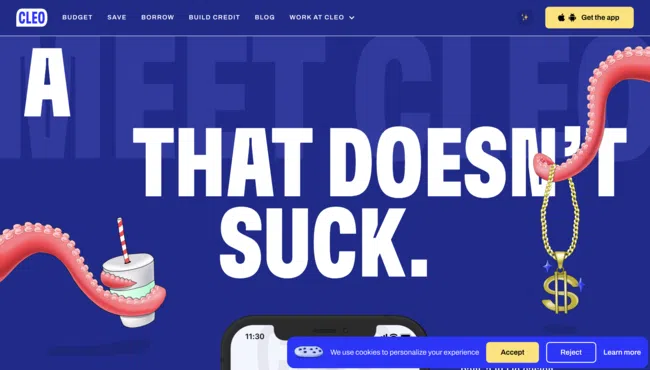 CLEO
BUDGET SAVE BORROW BUILD CREDIT BLOG WORK AT CLEO
Get the app
MEET CLEO
A
THAT DOESN'T
SUCK.
11:30
We use cookies to personalize your experience
Accept
Reject
Learn more